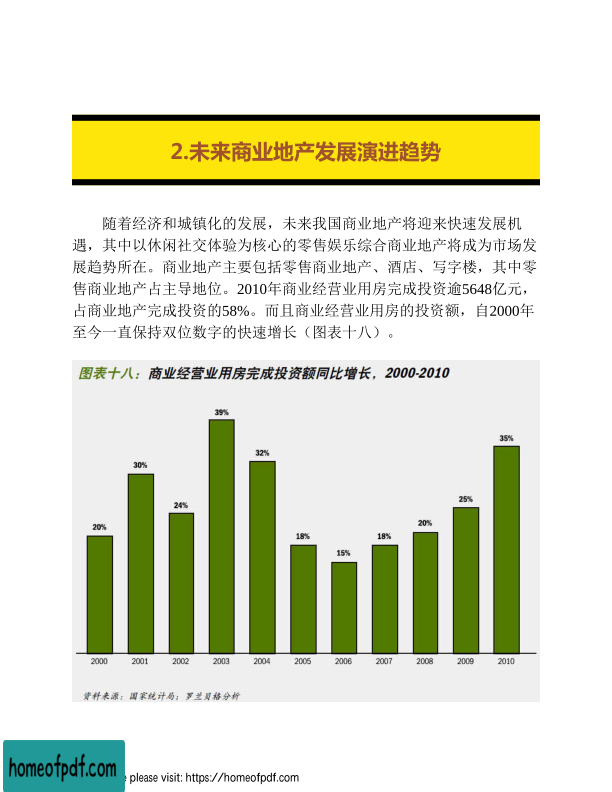 2.未来商业地产发展演进趋势
随着经济和城镇化的发展，未来我国商业地产将迎来快速发展机
遇，其中以休闲社交体验为核心的零售娱乐综合商业地产将成为市场发
展趋势所在。商业地产主要包括零售商业地产、酒店、写字楼，其中零
售商业地产占主导地位。2010年商业经营业用房完成投资逾5648亿元，
占商业地产完成投资的58%。而且商业经营业用房的投资额，自2000年
至今一直保持双位数字的快速增长（图表十八）。
图表十八：商业经营业用房完成投资额同比增长，2000-2010
20% 30% 24% 39% 32% 18% 15% 18% 20% 25% 35%
2000 2001 2002 2003 2004 2005 2006 2007 2008 2009 2010
资料来源：国家统计局；罗兰贝格分析
homeofpdf.com
e please visit: https://homeofpdf.com